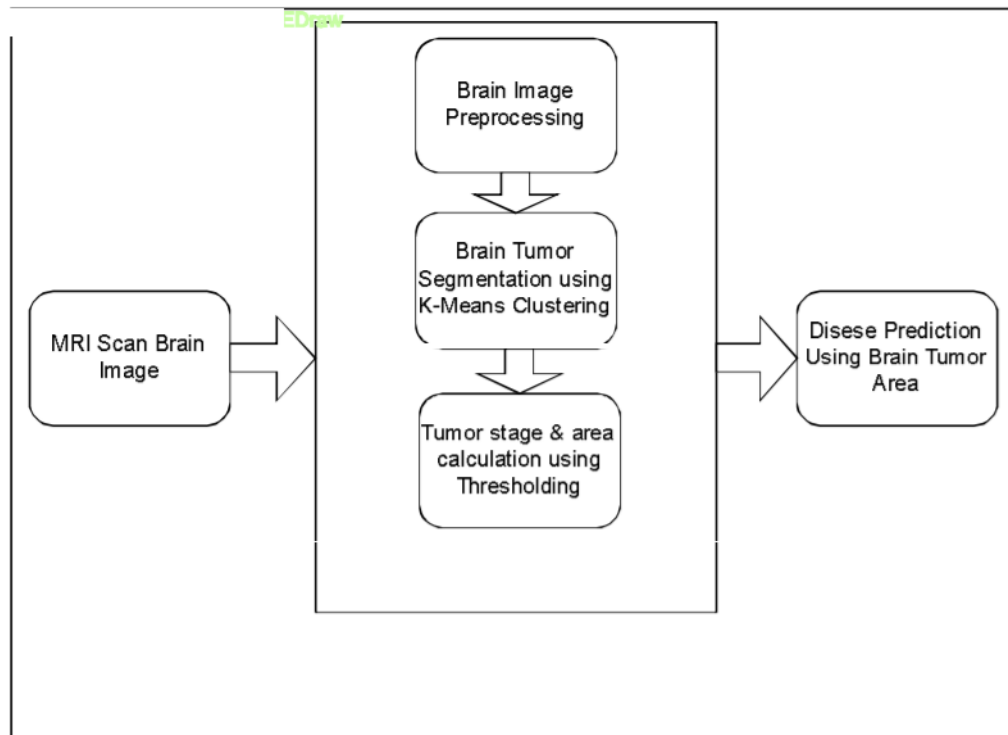 EDraw
Brain Image
Preprocessing
Brain Tumor
Segmentation using
K-Means Clustering
MRI Scan Brain
Image
Disese Prediction
Using Brain Tumor
Area
Tumor stage & area
calculation using
Thresholding